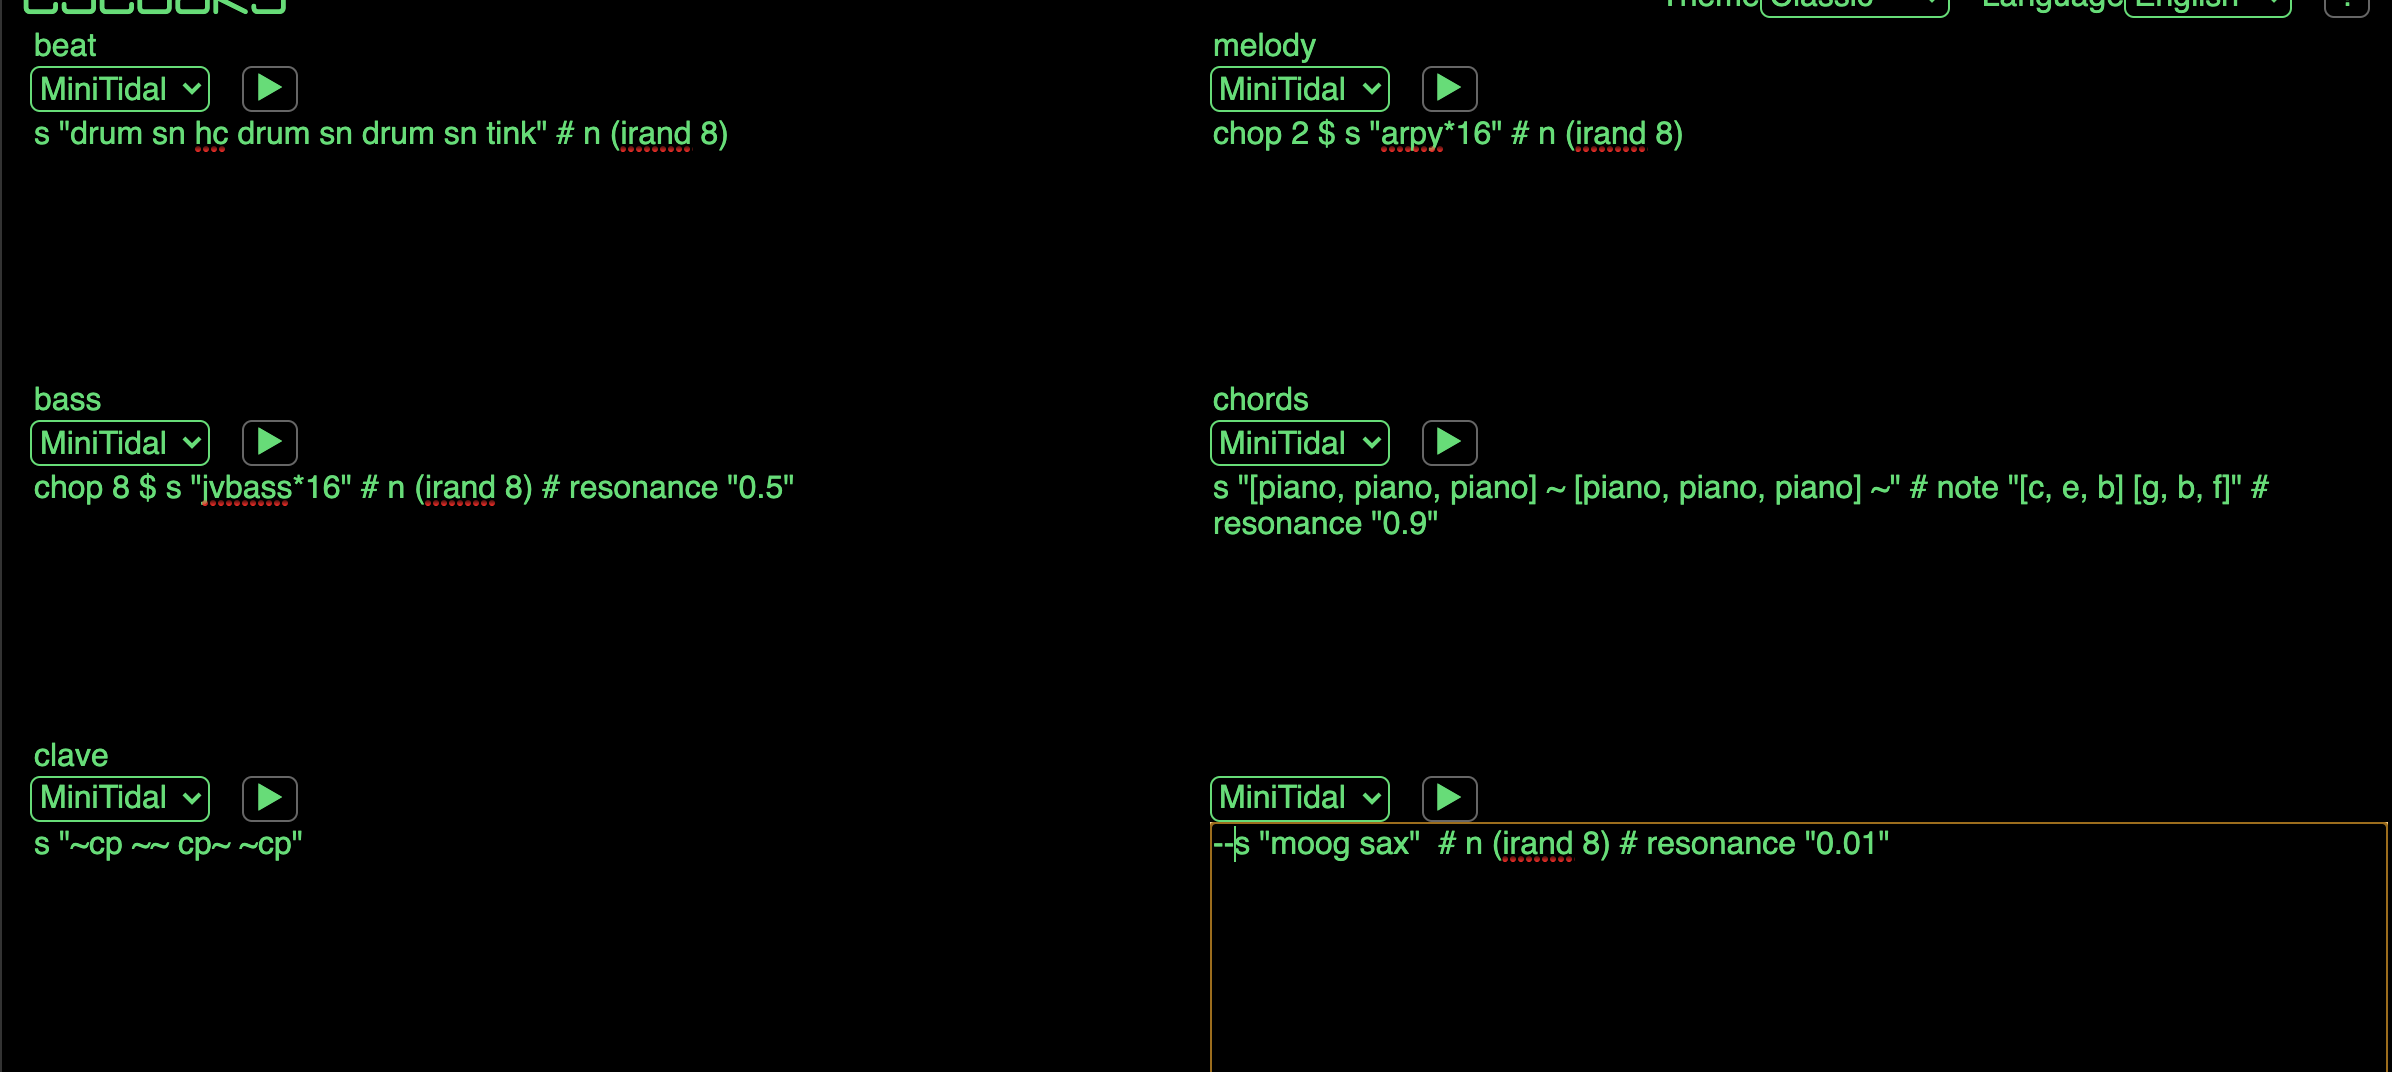 Theme Classic Language English ?
beat
MiniTidal
s "drum sn hc drum sn drum sn tink" # n (irand 8)
melody
MiniTidal
chop 2 $ s "arpy*16" # n (irand 8)
bass
MiniTidal
chop 8 $ s "jvbass*16" # n (irand 8) # resonance "0.5"
chords
MiniTidal
s "[piano, piano, piano] ~ [piano, piano, piano] ~" # note "[c, e, b] [g, b, f]" #
resonance "0.9"
clave
MiniTidal
s "~cp ~~ cp~ ~cp"
MiniTidal
--s "moog sax"  # n (irand 8) # resonance "0.01"